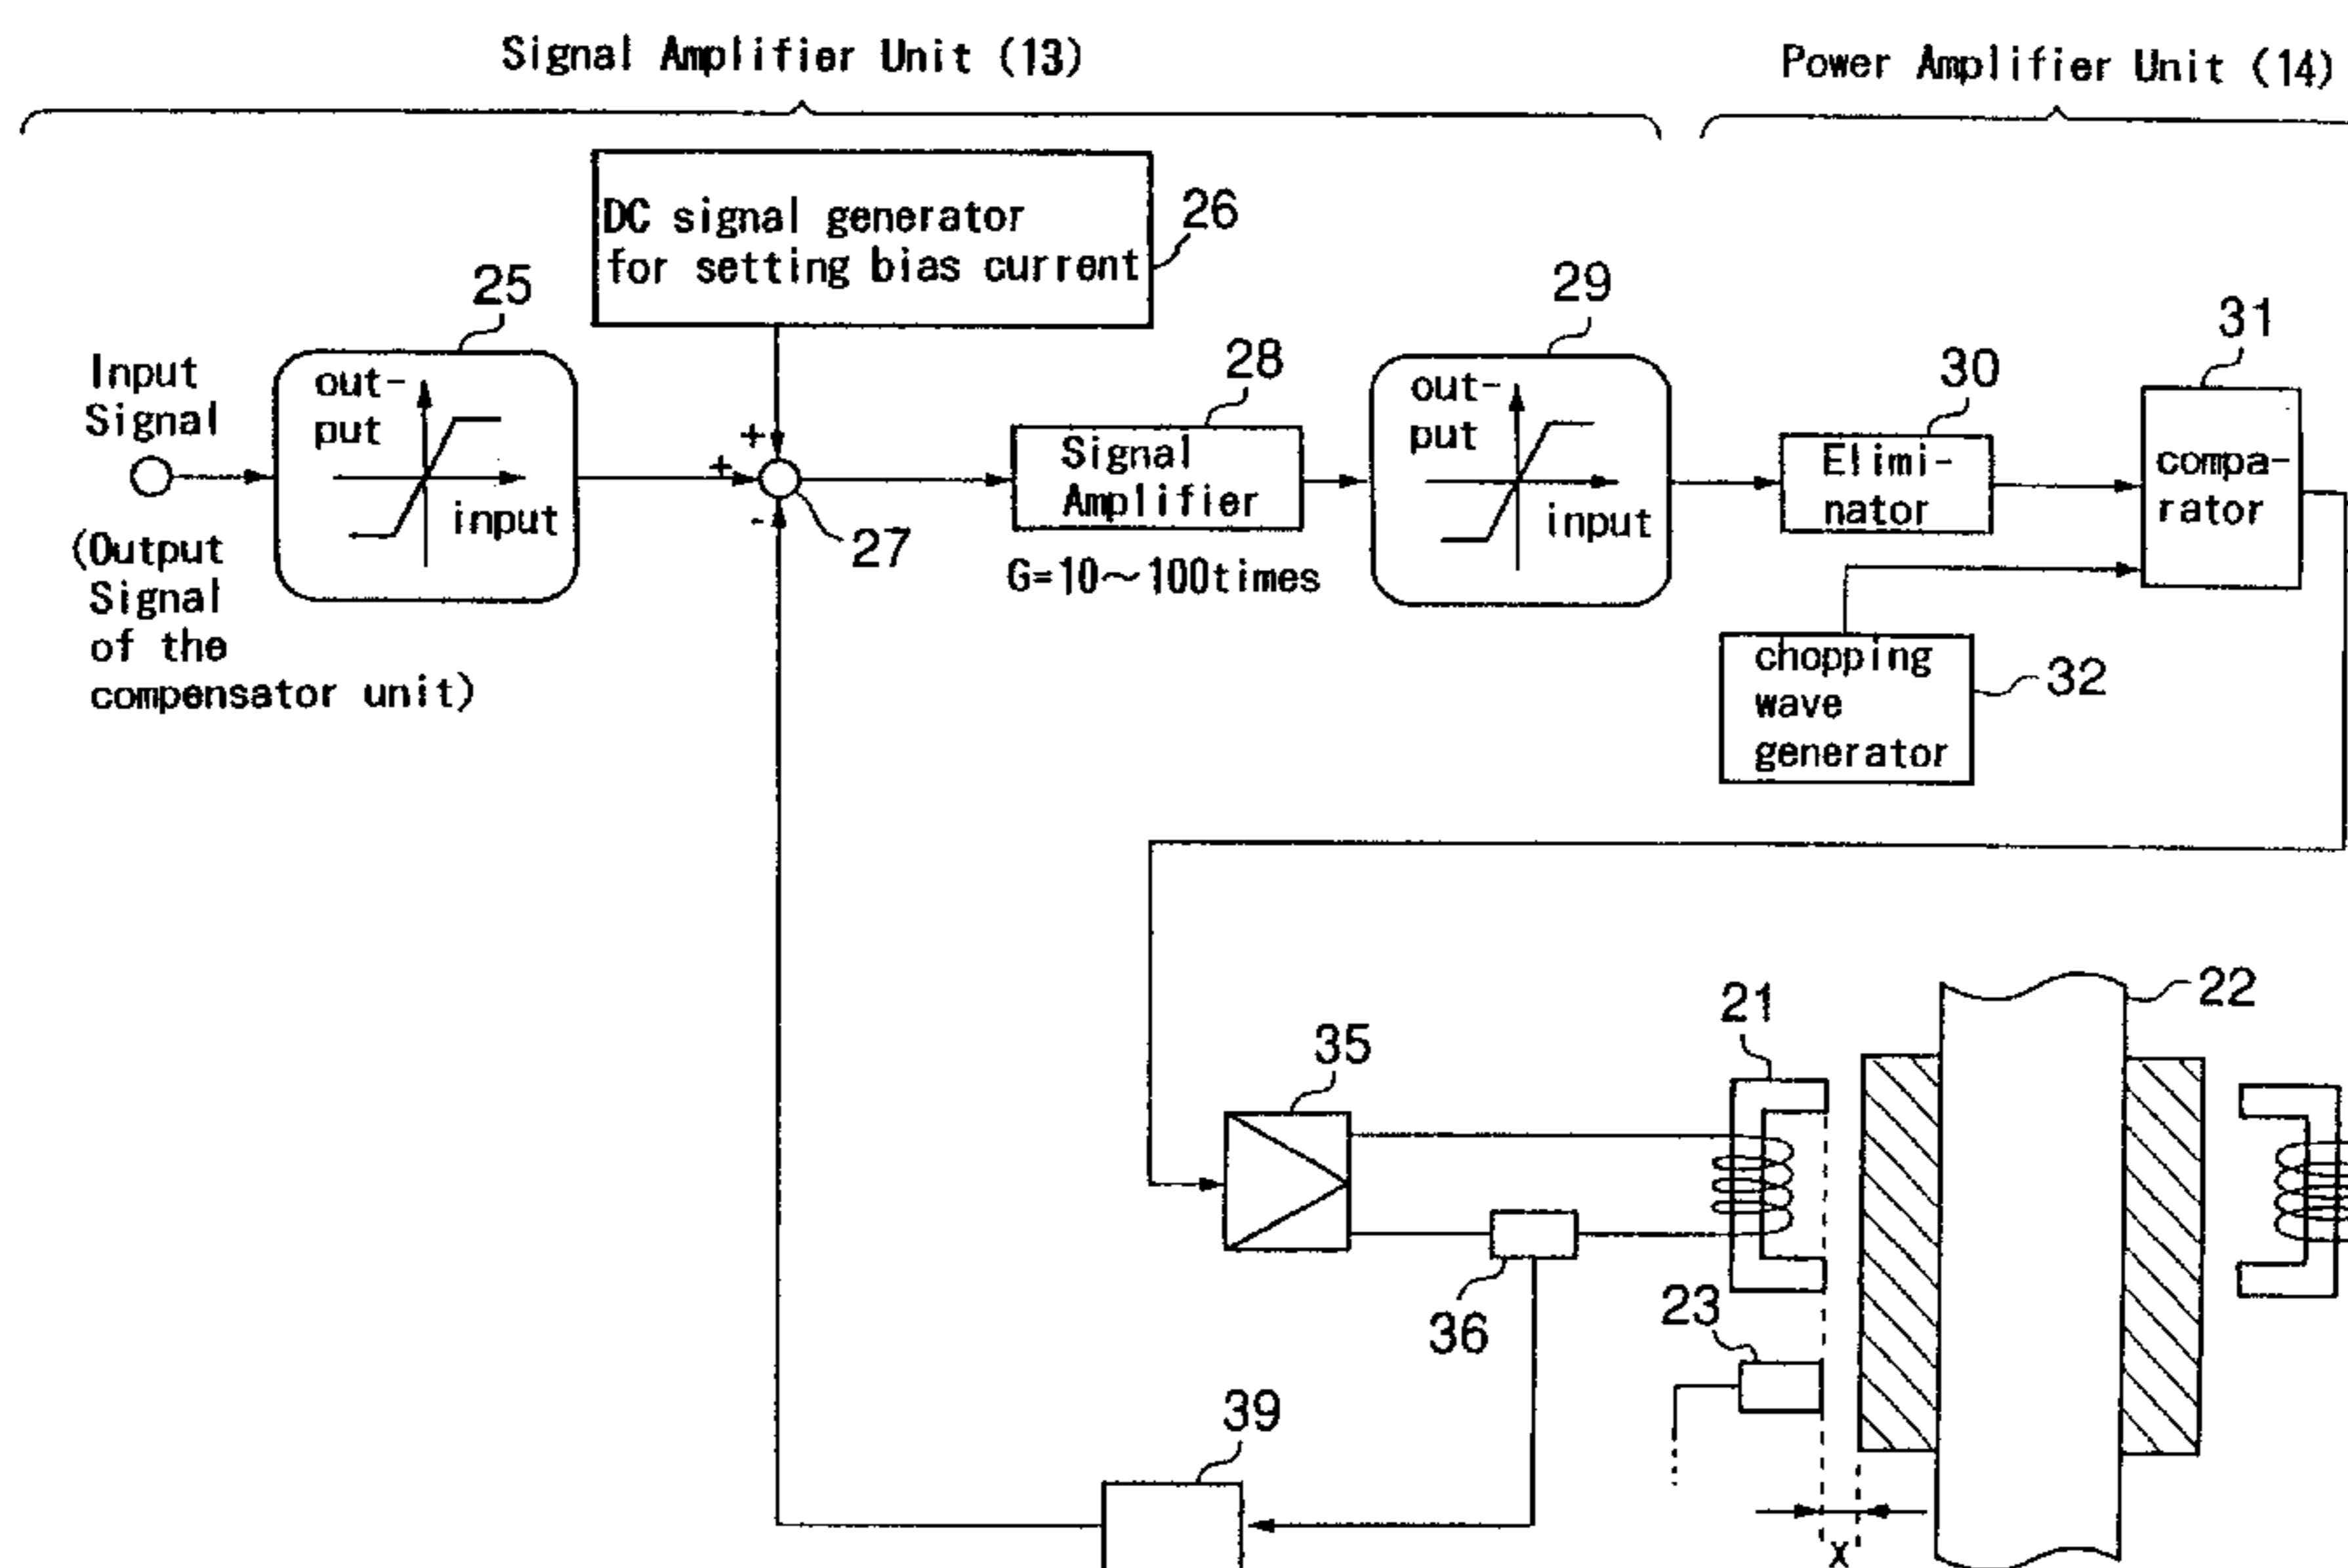 Signal Amplifier Unit (13)
Power Amplifier Unit (14)
DC signal generator
for setting bias current
26
25
29
31
Input
Signal
out-
put
input
+
+
-
27
28
Signal
Amplifier
G=10~100times
out-
put
input
30
Elimi-
nator
compa-
rator
(Output
Signal
of the
compensator unit)
chopping
wave
generator
32
22
21
35
36
23
39
X